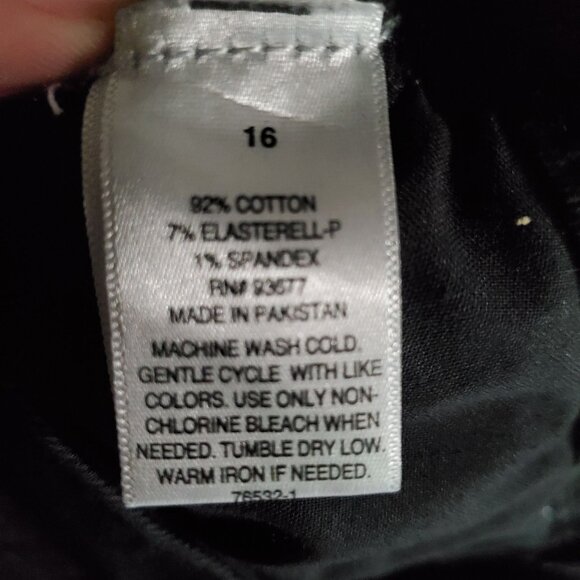 16
92% COTTON
7% ELASTERELL-P
1% SPANDEX
RN# 93677
MADE IN PAKISTAN
MACHINE WASH COLD.
GENTLE CYCLE WITH LIKE
COLORS. USE ONLY NON-
CHLORINE BLEACH WHEN
NEEDED. TUMBLE DRY LOW.
WARM IRON IF NEEDED.
76532-1